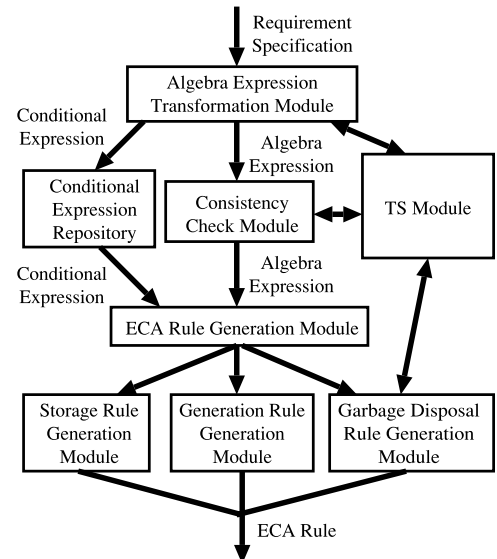 Requirement
Specification
Algebra Expression
Transformation Module
Conditional
Expression
Algebra
Expression
Conditional
Expression
Repository
Consistency
Check Module
TS Module
Conditional
Expression
Algebra
Expression
ECA Rule Generation Module
Storage Rule
Generation
Module
Generation Rule
Generation
Module
Garbage Disposal
Rule Generation
Module
ECA Rule